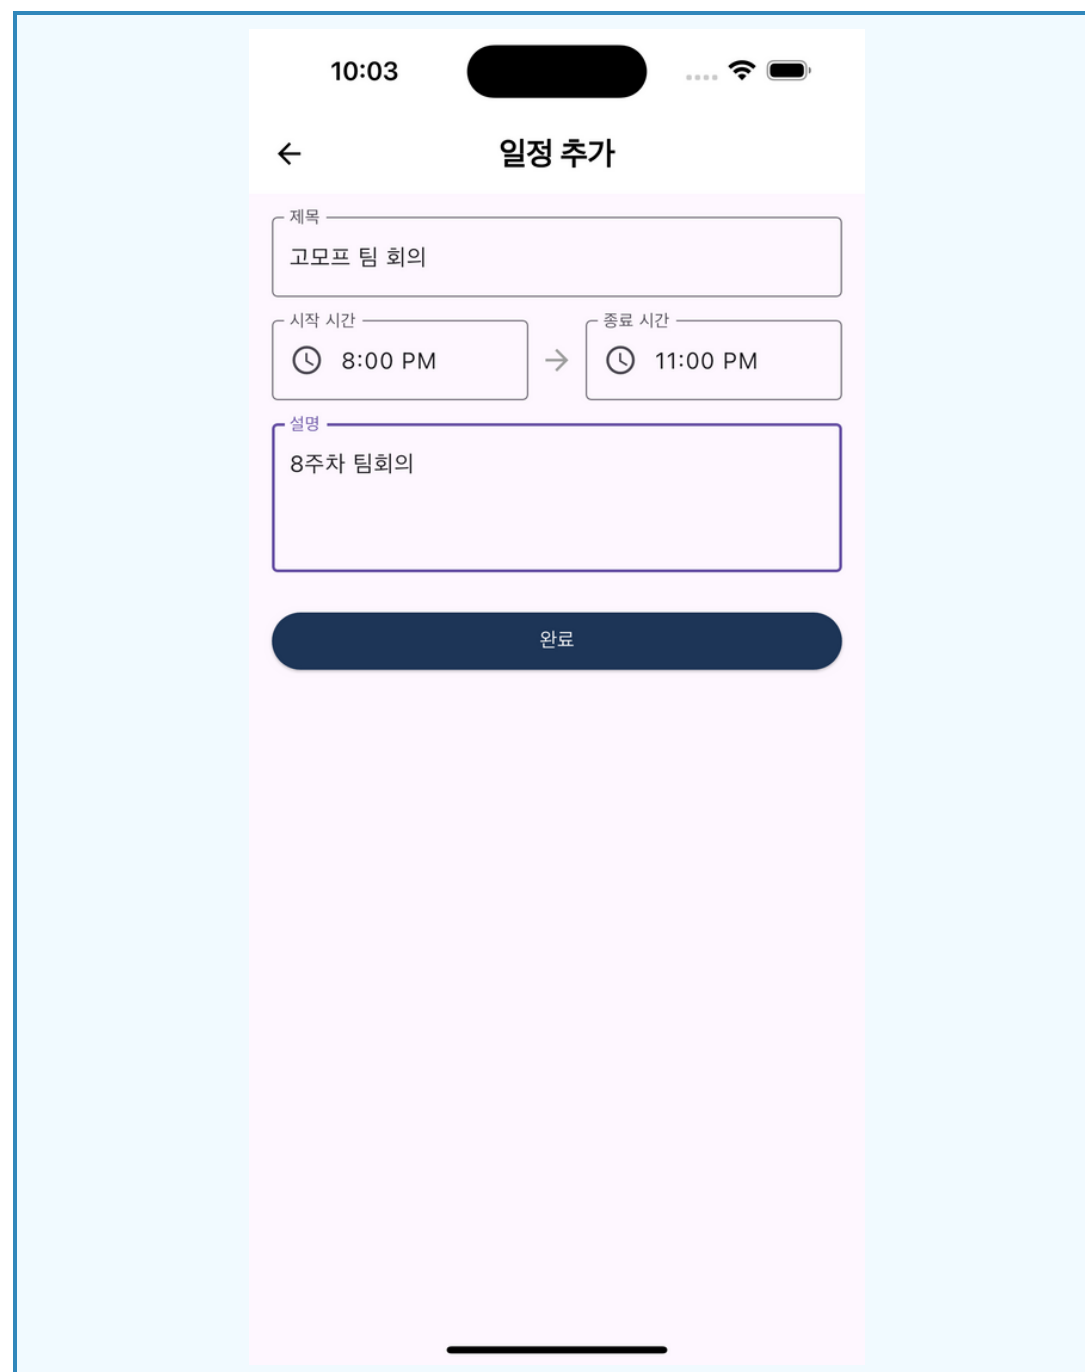 10:03
일정 추가
제목
고모프 팀 회의
시작 시간
종료 시간
8:00 PM
11:00 PM
설명
8주차 팀회의
완료